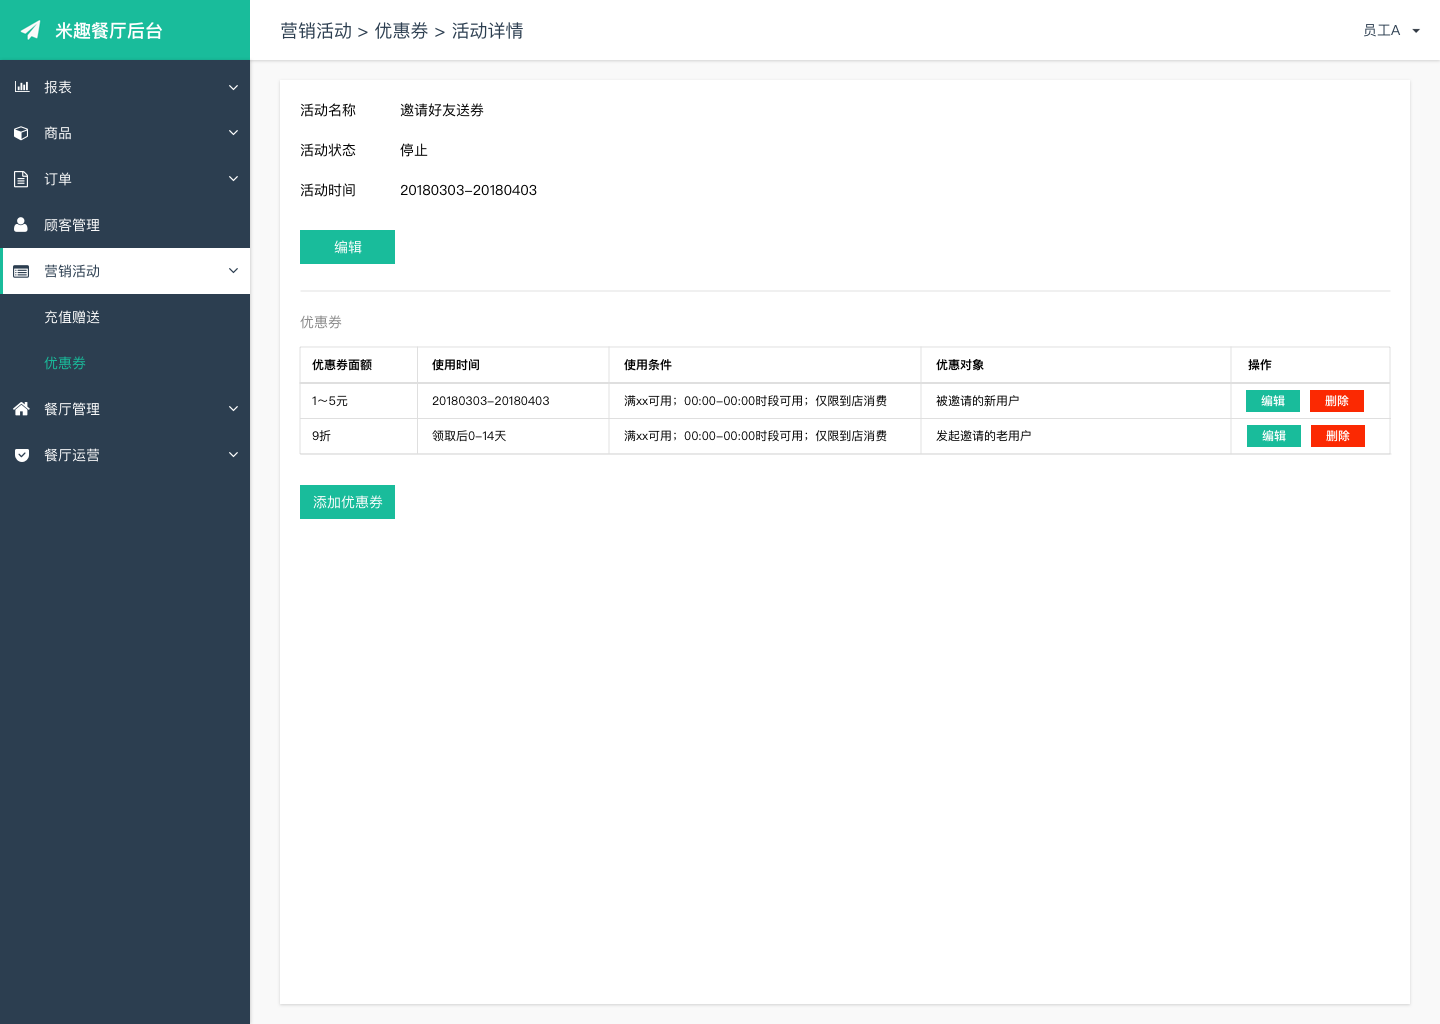 米趣餐厅后台
营销活动 > 优惠券 > 活动详情
员工A
报表
商品
订单
顾客管理
营销活动
充值赠送
优惠券
餐厅管理
餐厅运营
活动名称 邀请好友送券
活动状态 停止
活动时间 20180303-20180403
编辑
优惠券
优惠券面额 使用时间 使用条件 优惠对象 操作
1~5元 20180303-20180403 满xx可用；00:00-00:00时段可用；仅限到店消费 被邀请的新用户 编辑 删除
9折 领取后0-14天 满xx可用；00:00-00:00时段可用；仅限到店消费 发起邀请的老用户 编辑 删除
添加优惠券